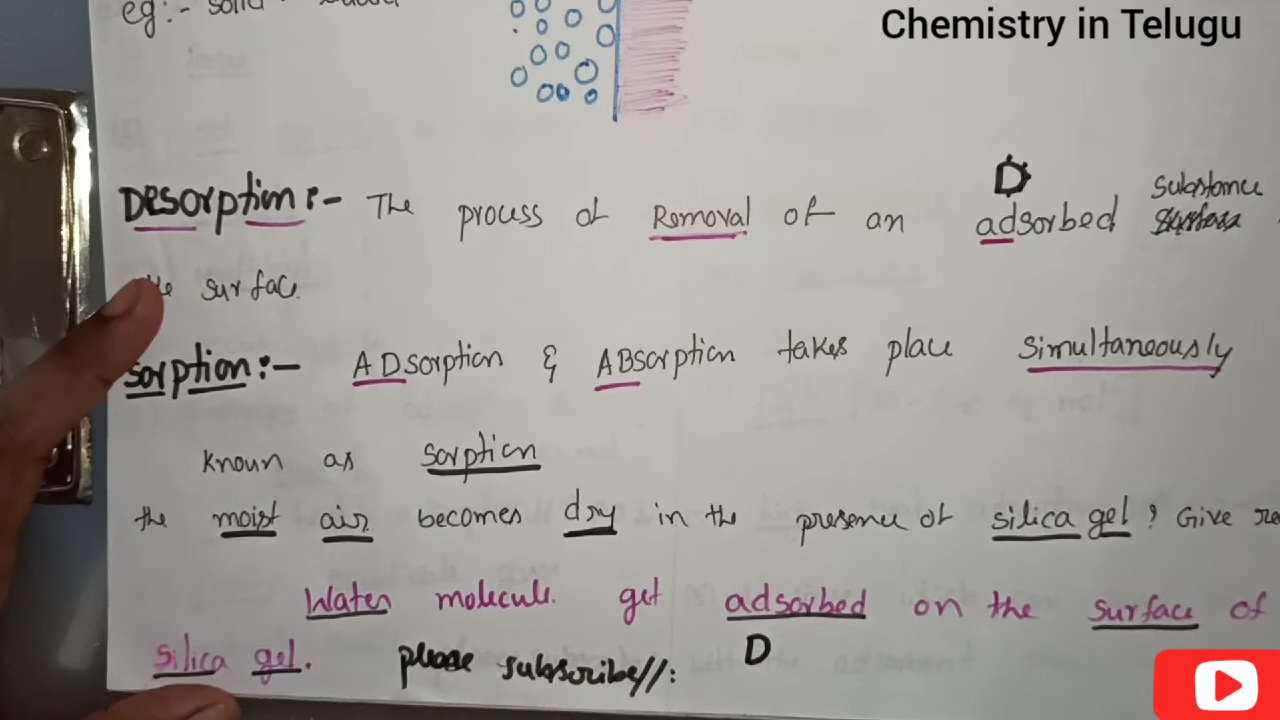 Chemistry in Telugu
eg:- solid -
D
DESorption:- The process of Removal of an adsorbed substance
the surface.
sorption:- ADsorption & ABsorption takes place simultaneously
known as sorption
the moist air becomes dry in the presence of silica gel? Give
Water molecule get adsorbed on the surface of
D
silica gel. please subscribe//: